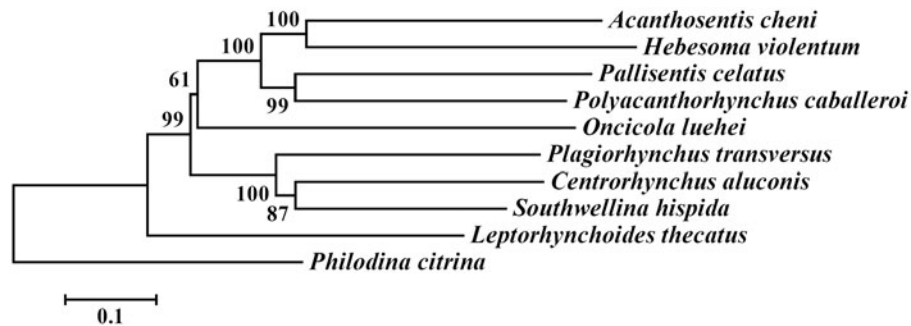 100
Acanthosentis cheni
100
Hebesoma violentum
61
Pallisentis celatus
99
Polyacanthorhynchus caballeroi
99
Oncicola luehei
Plagiorhynchus transversus
100
Centrorhynchus aluconis
87
Southwellina hispida
Leptorhynchoides thecatus
Philodina citrina
0.1